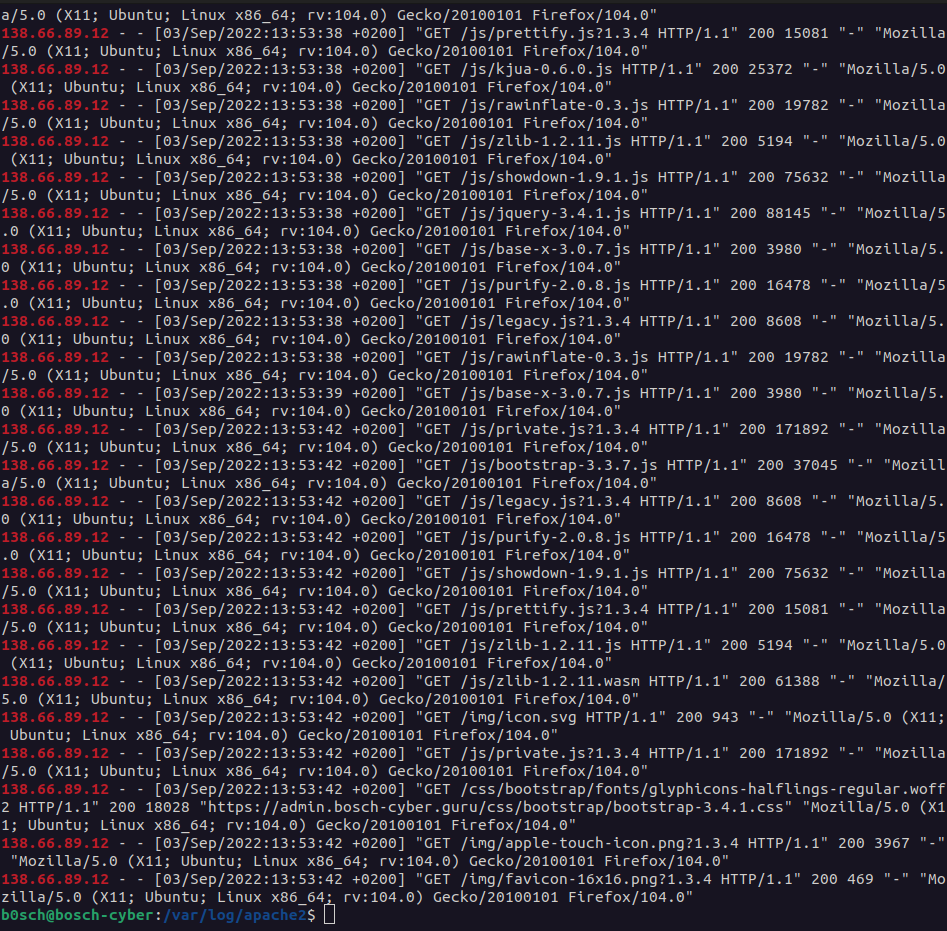 a/5.0 (X11; Ubuntu; Linux x86_64; rv:104.0) Gecko/20100101 Firefox/104.0"
138.66.89.12 - - [03/Sep/2022:13:53:38 +0200] "GET /js/prettify.js?1.3.4 HTTP/1.1" 200 15081 "-" "Mozilla
/5.0 (X11; Ubuntu; Linux x86_64; rv:104.0) Gecko/20100101 Firefox/104.0"
138.66.89.12 - - [03/Sep/2022:13:53:38 +0200] "GET /js/kjua-0.6.0.js HTTP/1.1" 200 25372 "-" "Mozilla/5.0
 (X11; Ubuntu; Linux x86_64; rv:104.0) Gecko/20100101 Firefox/104.0"
138.66.89.12 - - [03/Sep/2022:13:53:38 +0200] "GET /js/rawinflate-0.3.js HTTP/1.1" 200 19782 "-" "Mozilla
/5.0 (X11; Ubuntu; Linux x86_64; rv:104.0) Gecko/20100101 Firefox/104.0"
138.66.89.12 - - [03/Sep/2022:13:53:38 +0200] "GET /js/zlib-1.2.11.js HTTP/1.1" 200 5194 "-" "Mozilla/5.0
 (X11; Ubuntu; Linux x86_64; rv:104.0) Gecko/20100101 Firefox/104.0"
138.66.89.12 - - [03/Sep/2022:13:53:38 +0200] "GET /js/showdown-1.9.1.js HTTP/1.1" 200 75632 "-" "Mozilla
/5.0 (X11; Ubuntu; Linux x86_64; rv:104.0) Gecko/20100101 Firefox/104.0"
138.66.89.12 - - [03/Sep/2022:13:53:38 +0200] "GET /js/jquery-3.4.1.js HTTP/1.1" 200 88145 "-" "Mozilla/5
.0 (X11; Ubuntu; Linux x86_64; rv:104.0) Gecko/20100101 Firefox/104.0"
138.66.89.12 - - [03/Sep/2022:13:53:38 +0200] "GET /js/base-x-3.0.7.js HTTP/1.1" 200 3980 "-" "Mozilla/5.
0 (X11; Ubuntu; Linux x86_64; rv:104.0) Gecko/20100101 Firefox/104.0"
138.66.89.12 - - [03/Sep/2022:13:53:38 +0200] "GET /js/purify-2.0.8.js HTTP/1.1" 200 16478 "-" "Mozilla/5
.0 (X11; Ubuntu; Linux x86_64; rv:104.0) Gecko/20100101 Firefox/104.0"
138.66.89.12 - - [03/Sep/2022:13:53:38 +0200] "GET /js/legacy.js?1.3.4 HTTP/1.1" 200 8608 "-" "Mozilla/5.
0 (X11; Ubuntu; Linux x86_64; rv:104.0) Gecko/20100101 Firefox/104.0"
138.66.89.12 - - [03/Sep/2022:13:53:38 +0200] "GET /js/rawinflate-0.3.js HTTP/1.1" 200 19782 "-" "Mozilla
/5.0 (X11; Ubuntu; Linux x86_64; rv:104.0) Gecko/20100101 Firefox/104.0"
138.66.89.12 - - [03/Sep/2022:13:53:39 +0200] "GET /js/base-x-3.0.7.js HTTP/1.1" 200 3980 "-" "Mozilla/5.
0 (X11; Ubuntu; Linux x86_64; rv:104.0) Gecko/20100101 Firefox/104.0"
138.66.89.12 - - [03/Sep/2022:13:53:42 +0200] "GET /js/private.js?1.3.4 HTTP/1.1" 200 171892 "-" "Mozilla
/5.0 (X11; Ubuntu; Linux x86_64; rv:104.0) Gecko/20100101 Firefox/104.0"
138.66.89.12 - - [03/Sep/2022:13:53:42 +0200] "GET /js/bootstrap-3.3.7.js HTTP/1.1" 200 37045 "-" "Mozill
a/5.0 (X11; Ubuntu; Linux x86_64; rv:104.0) Gecko/20100101 Firefox/104.0"
138.66.89.12 - - [03/Sep/2022:13:53:42 +0200] "GET /js/legacy.js?1.3.4 HTTP/1.1" 200 8608 "-" "Mozilla/5.
0 (X11; Ubuntu; Linux x86_64; rv:104.0) Gecko/20100101 Firefox/104.0"
138.66.89.12 - - [03/Sep/2022:13:53:42 +0200] "GET /js/purify-2.0.8.js HTTP/1.1" 200 16478 "-" "Mozilla/5
.0 (X11; Ubuntu; Linux x86_64; rv:104.0) Gecko/20100101 Firefox/104.0"
138.66.89.12 - - [03/Sep/2022:13:53:42 +0200] "GET /js/showdown-1.9.1.js HTTP/1.1" 200 75632 "-" "Mozilla
/5.0 (X11; Ubuntu; Linux x86_64; rv:104.0) Gecko/20100101 Firefox/104.0"
138.66.89.12 - - [03/Sep/2022:13:53:42 +0200] "GET /js/prettify.js?1.3.4 HTTP/1.1" 200 15081 "-" "Mozilla
/5.0 (X11; Ubuntu; Linux x86_64; rv:104.0) Gecko/20100101 Firefox/104.0"
138.66.89.12 - - [03/Sep/2022:13:53:42 +0200] "GET /js/zlib-1.2.11.js HTTP/1.1" 200 5194 "-" "Mozilla/5.0
 (X11; Ubuntu; Linux x86_64; rv:104.0) Gecko/20100101 Firefox/104.0"
138.66.89.12 - - [03/Sep/2022:13:53:42 +0200] "GET /js/zlib-1.2.11.wasm HTTP/1.1" 200 61388 "-" "Mozilla/
5.0 (X11; Ubuntu; Linux x86_64; rv:104.0) Gecko/20100101 Firefox/104.0"
138.66.89.12 - - [03/Sep/2022:13:53:42 +0200] "GET /img/icon.svg HTTP/1.1" 200 943 "-" "Mozilla/5.0 (X11;
 Ubuntu; Linux x86_64; rv:104.0) Gecko/20100101 Firefox/104.0"
138.66.89.12 - - [03/Sep/2022:13:53:42 +0200] "GET /js/private.js?1.3.4 HTTP/1.1" 200 171892 "-" "Mozilla
/5.0 (X11; Ubuntu; Linux x86_64; rv:104.0) Gecko/20100101 Firefox/104.0"
138.66.89.12 - - [03/Sep/2022:13:53:42 +0200] "GET /css/bootstrap/fonts/glyphicons-halflings-regular.woff
2 HTTP/1.1" 200 18028 "https://admin.bosch-cyber.guru/css/bootstrap/bootstrap-3.4.1.css" "Mozilla/5.0 (X1
1; Ubuntu; Linux x86_64; rv:104.0) Gecko/20100101 Firefox/104.0"
138.66.89.12 - - [03/Sep/2022:13:53:42 +0200] "GET /img/apple-touch-icon.png?1.3.4 HTTP/1.1" 200 3967 "-"
 "Mozilla/5.0 (X11; Ubuntu; Linux x86_64; rv:104.0) Gecko/20100101 Firefox/104.0"
138.66.89.12 - - [03/Sep/2022:13:53:42 +0200] "GET /img/favicon-16x16.png?1.3.4 HTTP/1.1" 200 469 "-" "Mo
zilla/5.0 (X11; Ubuntu; Linux x86_64; rv:104.0) Gecko/20100101 Firefox/104.0"
b0sch@bosch-cyber:/var/log/apache2$